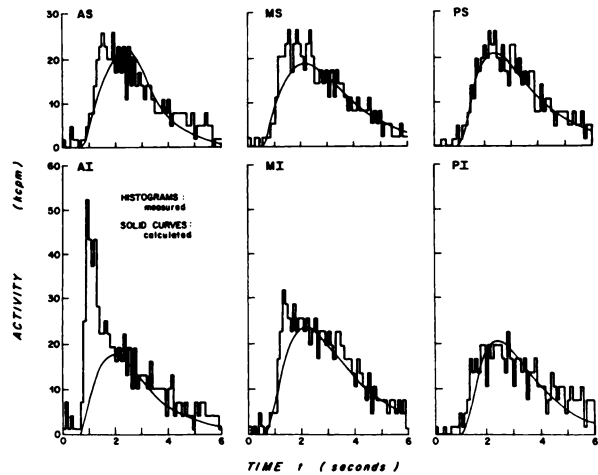 AS MS PS
30
20
10
0
(kcpm)
AI MI PI
60
HISTOGRAMS :
measured
SOLID CURVES :
calculated
50
40
ACTIVITY
30
20
10
0
0 2 4 6 0 2 4 6 0 2 4 6
TIME t (seconds)